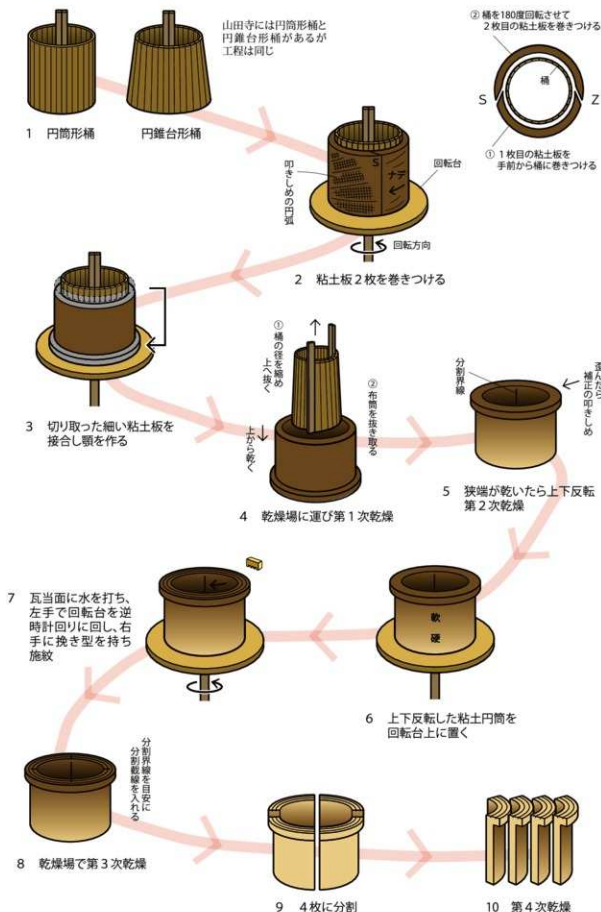 山田寺には円筒形桶と
円錐台形桶があるが
工程は同じ
1 円筒形桶
円錐台形桶
② 桶を180度回転させて
2枚目の粘土板を巻きつける
桶
S
Z
① 1枚目の粘土板を
手前から桶に巻きつける
叩きしめの円弧
S
ナデ
回転台
回転方向
2 粘土板2枚を巻きつける
3 切り取った細い粘土板を
接合し顎を作る
① 桶の径を縮め
上へ抜く
② 布筒を抜き取る
上から乾く
4 乾燥場に運び第1次乾燥
分割界線
歪んだら
補正の叩きしめ
5 狭端が乾いたら上下反転
第2次乾燥
7 瓦当面に水を打ち、
左手で回転台を逆
時計回りに回し、右
手に挽き型を持ち
施紋
軟
硬
6 上下反転した粘土円筒を
回転台上に置く
分割界線を目安に
分割截線を入れる
8 乾燥場で第3次乾燥
9 4枚に分割
10 第4次乾燥